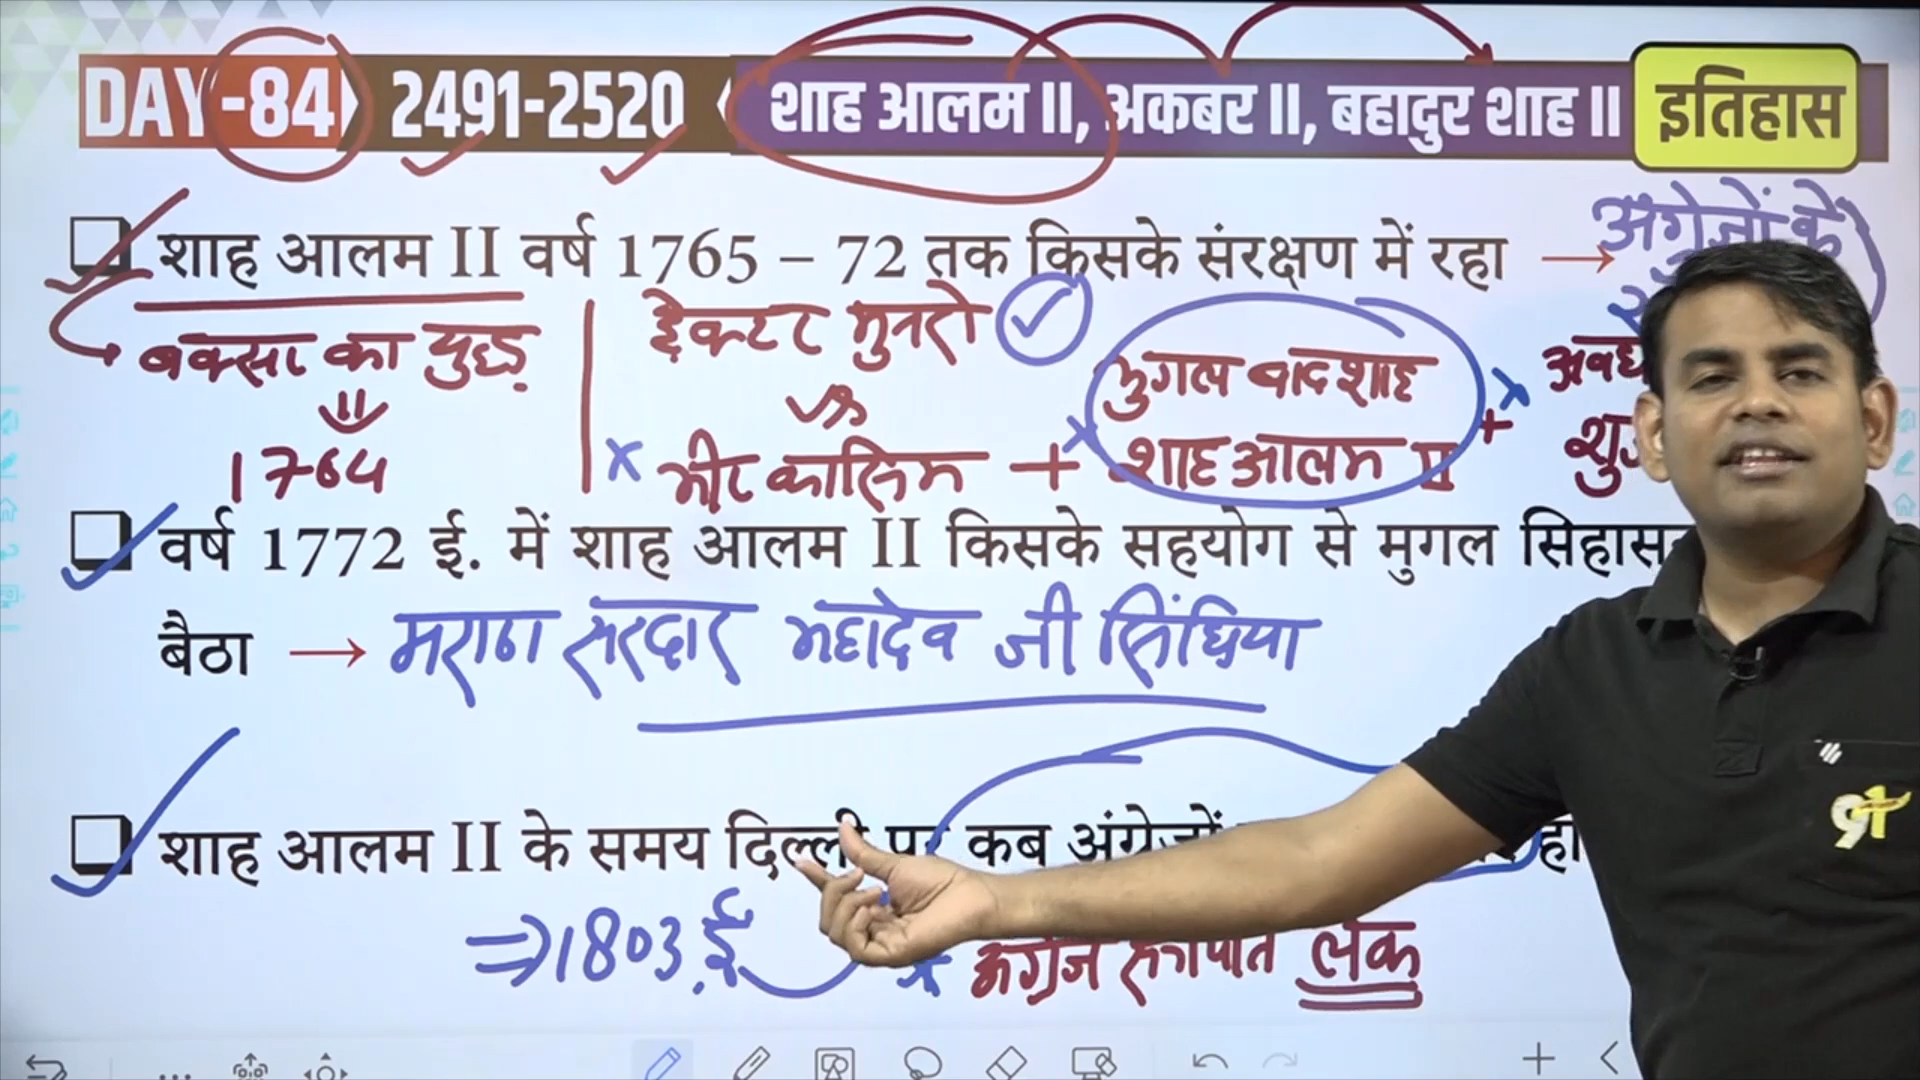 DAY-84 2491-2520 शाह आलम II, अकबर II, बहादुर शाह II इतिहास
शाह आलम II वर्ष 1765 – 72 तक किसके संरक्षण में रहा → अंग्रेजों के
बक्सर का युद्ध हेक्टर मुनरो
1764
मुगल बादशाह
मीर कासिम + शाह आलम II +
वर्ष 1772 ई. में शाह आलम II किसके सहयोग से मुगल
बैठा → मराठा सरदार महादेव जी सिंधिया
शाह आलम II के समय दिल्ली पर कब अंग्रेजों
⇒ 1803 ई
अंग्रेज सेनापति लेक